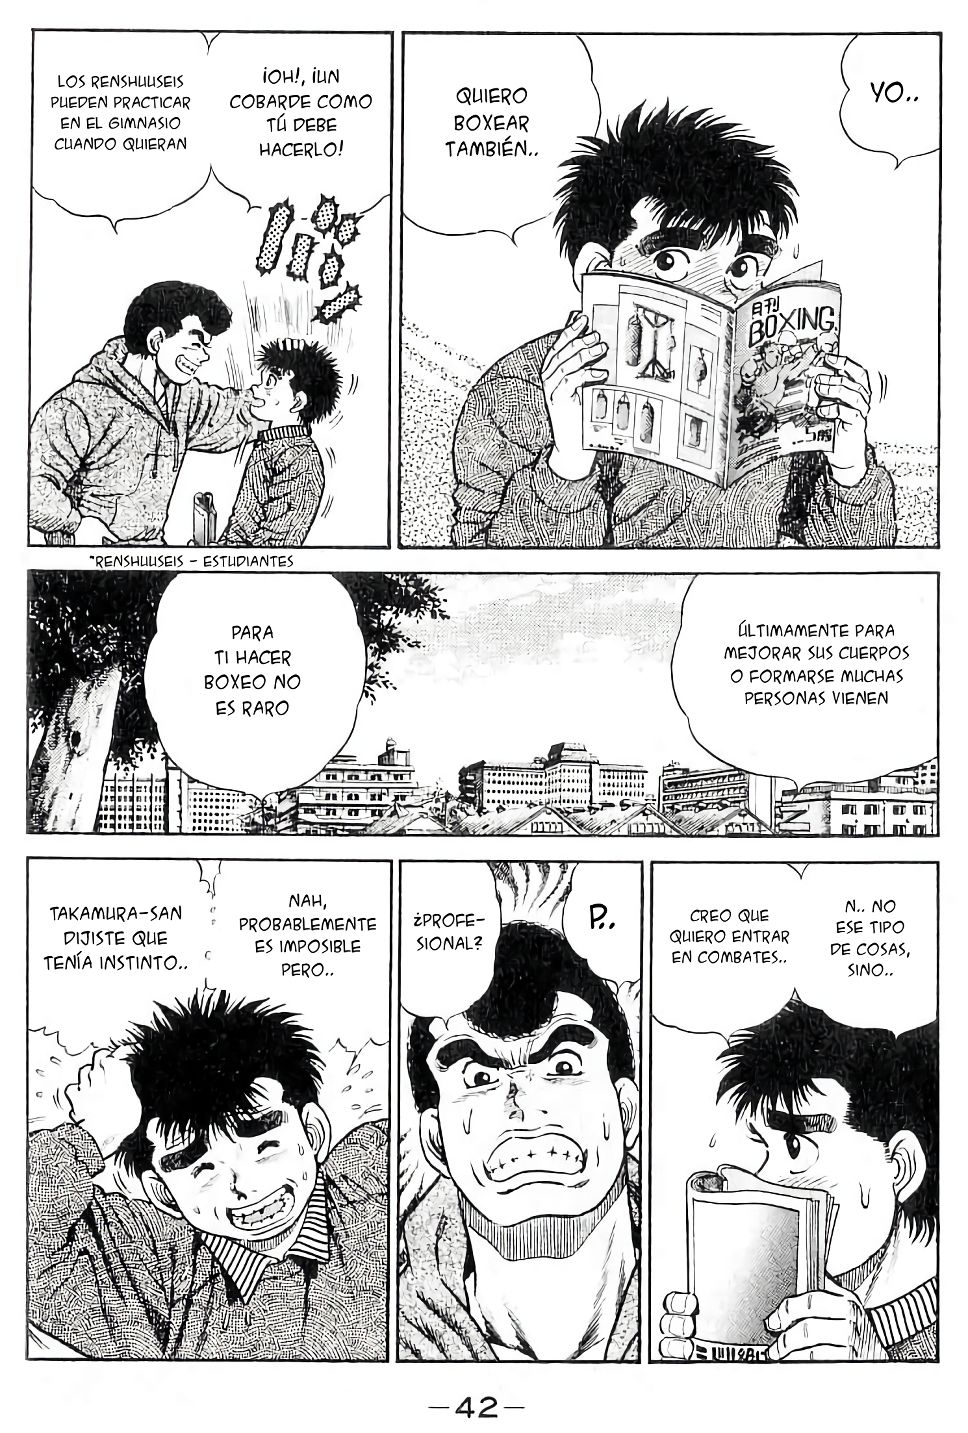 YO..
QUIERO
BOXEAR
TAMBIÉN..
月刊
BOXING
¡OH!, ¡UN
COBARDE COMO
TÚ DEBE
HACERLO!
LOS RENSHUUSEIS
PUEDEN PRACTICAR
EN EL GIMNASIO
CUANDO QUIERAN
*RENSHUUSEIS - ESTUDIANTES
ÚLTIMAMENTE PARA
MEJORAR SUS CUERPOS
O FORMARSE MUCHAS
PERSONAS VIENEN
PARA
TI HACER
BOXEO NO
ES RARO
N.. NO
ESE TIPO
DE COSAS,
SINO..
CREO QUE
QUIERO ENTRAR
EN COMBATES..
P..
¿PROFE-
SIONAL?
NAH,
PROBABLEMENTE
ES IMPOSIBLE
PERO..
TAKAMURA-SAN
DIJISTE QUE
TENÍA INSTINTO..
-42-